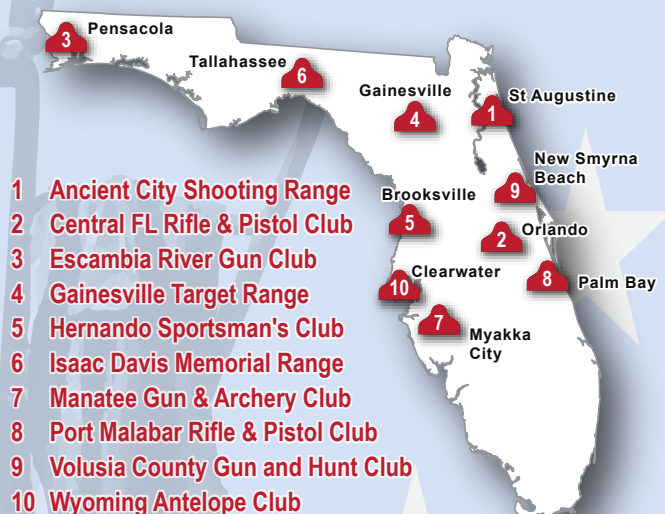 3 Pensacola
Tallahassee
6
Gainesville
4
St Augustine
1
New Smyrna
Beach
9
Brooksville
5
2 Orlando
Clearwater
10
8 Palm Bay
7 Myakka
City
1 Ancient City Shooting Range
2 Central FL Rifle & Pistol Club
3 Escambia River Gun Club
4 Gainesville Target Range
5 Hernando Sportsman's Club
6 Isaac Davis Memorial Range
7 Manatee Gun & Archery Club
8 Port Malabar Rifle & Pistol Club
9 Volusia County Gun and Hunt Club
10 Wyoming Antelope Club